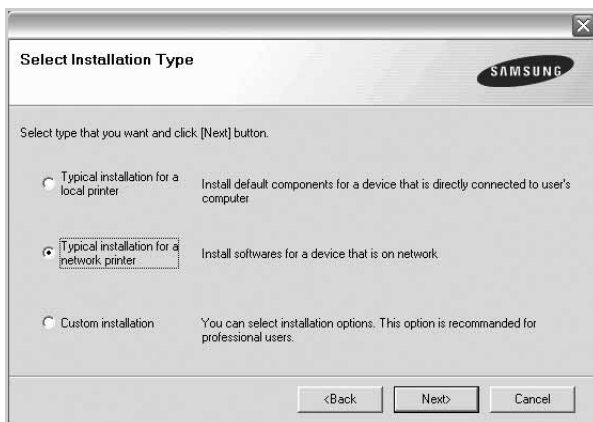 Select Installation Type
SAMSUNG
Select type that you want and click [Next] button.
Typical installation for a
local printer
Install default components for a device that is directly connected to user's
computer
Typical installation for a
network printer
Install softwares for a device that is on network
Custom installation
You can select installation options. This option is recommanded for
professional users.
<Back
Next>
Cancel